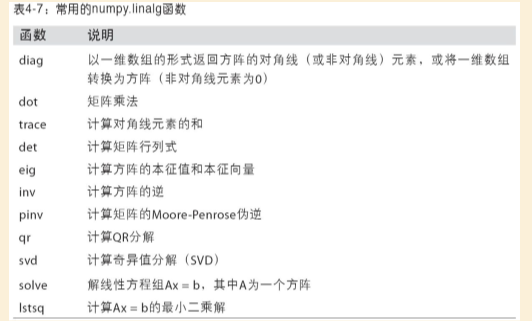 表4-7：常用的numpy.linalg函数
函数 说明
diag 以一维数组的形式返回方阵的对角线（或非对角线）元素，或将一维数组
转换为方阵（非对角线元素为0）
dot 矩阵乘法
trace 计算对角线元素的和
det 计算矩阵行列式
eig 计算方阵的本征值和本征向量
inv 计算方阵的逆
pinv 计算矩阵的Moore-Penrose伪逆
qr 计算QR分解
svd 计算奇异值分解（SVD）
solve 解线性方程组Ax = b，其中A为一个方阵
lstsq 计算Ax = b的最小二乘解